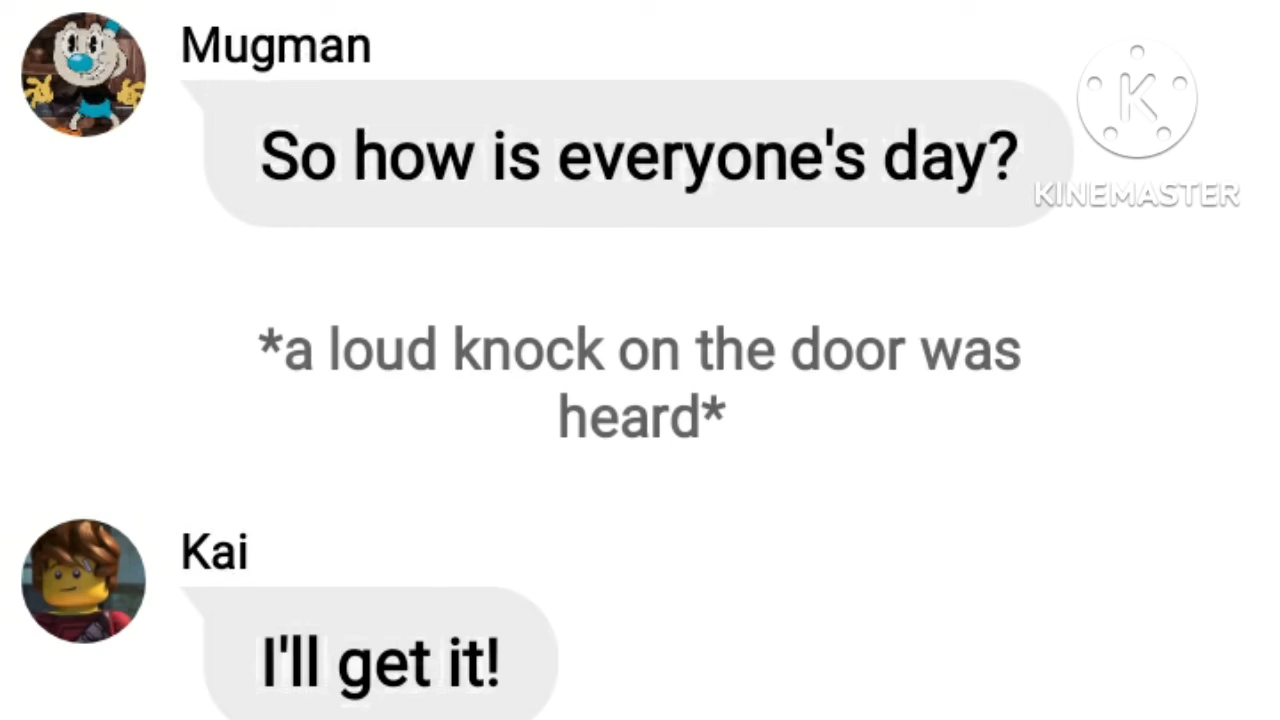 Mugman
So how is everyone's day?
K
KINEMASTER
*a loud knock on the door was
heard*
Kai
I'll get it!